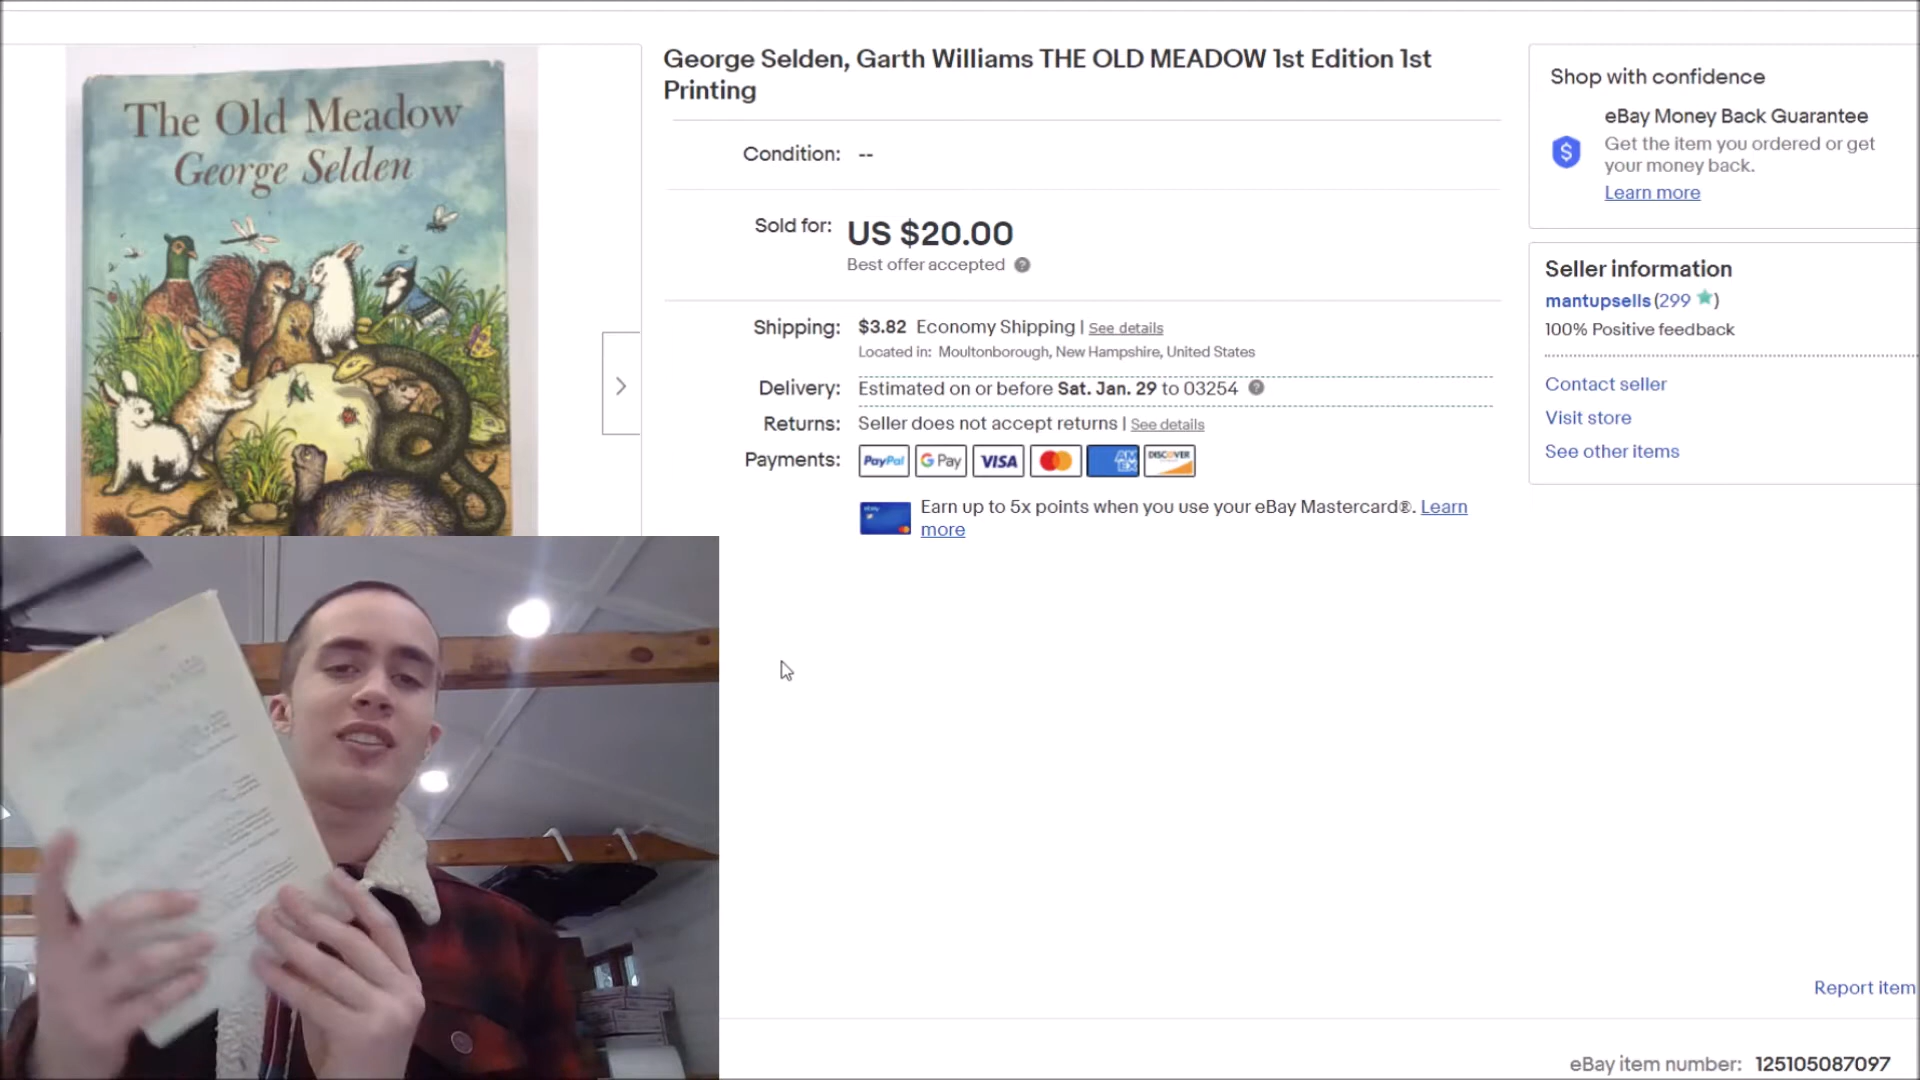 The Old Meadow
George Selden
George Selden, Garth Williams THE OLD MEADOW 1st Edition 1st
Printing
Condition: --
Sold for: US $20.00
Best offer accepted
Shipping: $3.82 Economy Shipping | See details
Located in: Moultonborough, New Hampshire, United States
Delivery: Estimated on or before Sat. Jan. 29 to 03254
Returns: Seller does not accept returns | See details
Payments: PayPal G Pay VISA AM EX DISCOVER
Earn up to 5x points when you use your eBay Mastercard®. Learn
more
Shop with confidence
eBay Money Back Guarantee
Get the item you ordered or get
your money back.
Learn more
Seller information
mantupsells (299)
100% Positive feedback
Contact seller
Visit store
See other items
Report item
eBay item number: 125105087097